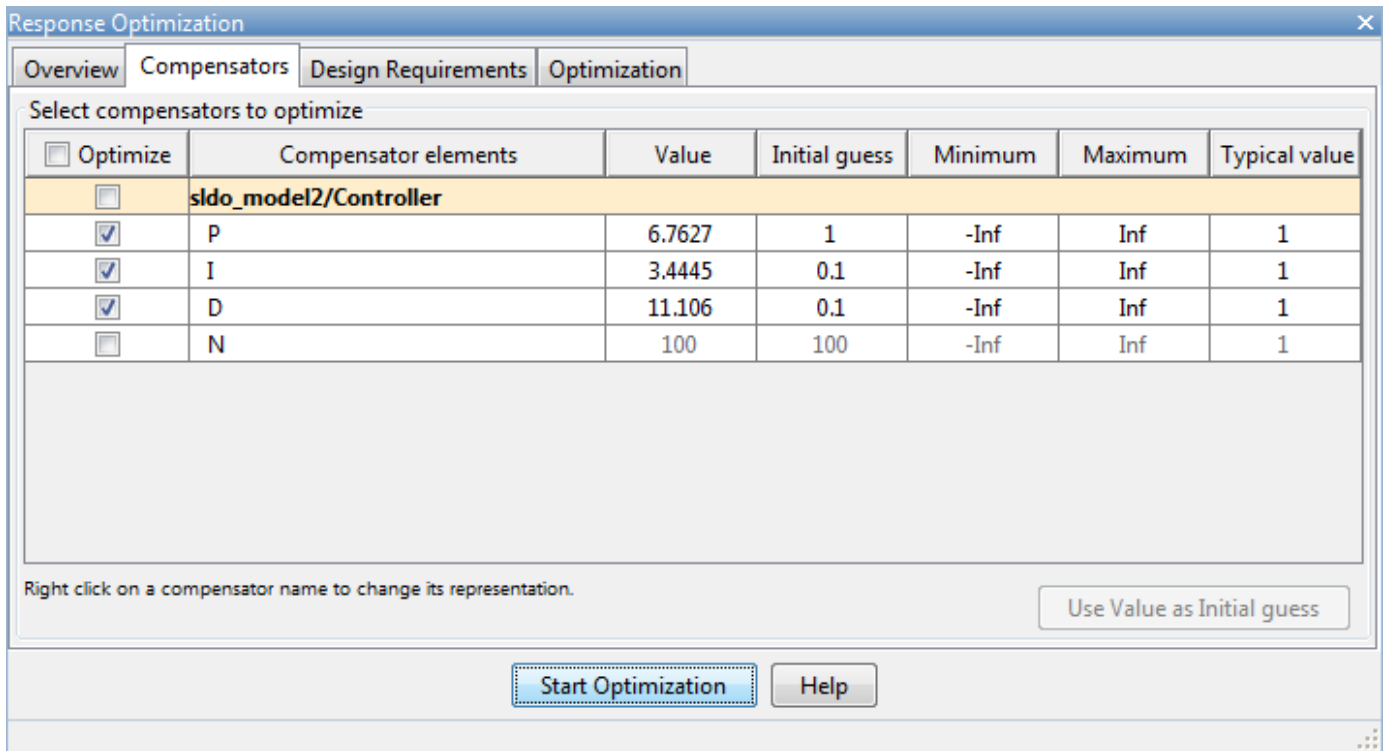 Response Optimization
Overview Compensators Design Requirements Optimization
Select compensators to optimize
Optimize Compensator elements Value Initial guess Minimum Maximum Typical value
sldo_model2/Controller
P 6.7627 1 -Inf Inf 1
I 3.4445 0.1 -Inf Inf 1
D 11.106 0.1 -Inf Inf 1
N 100 100 -Inf Inf 1
Right click on a compensator name to change its representation.
Use Value as Initial guess
Start Optimization Help